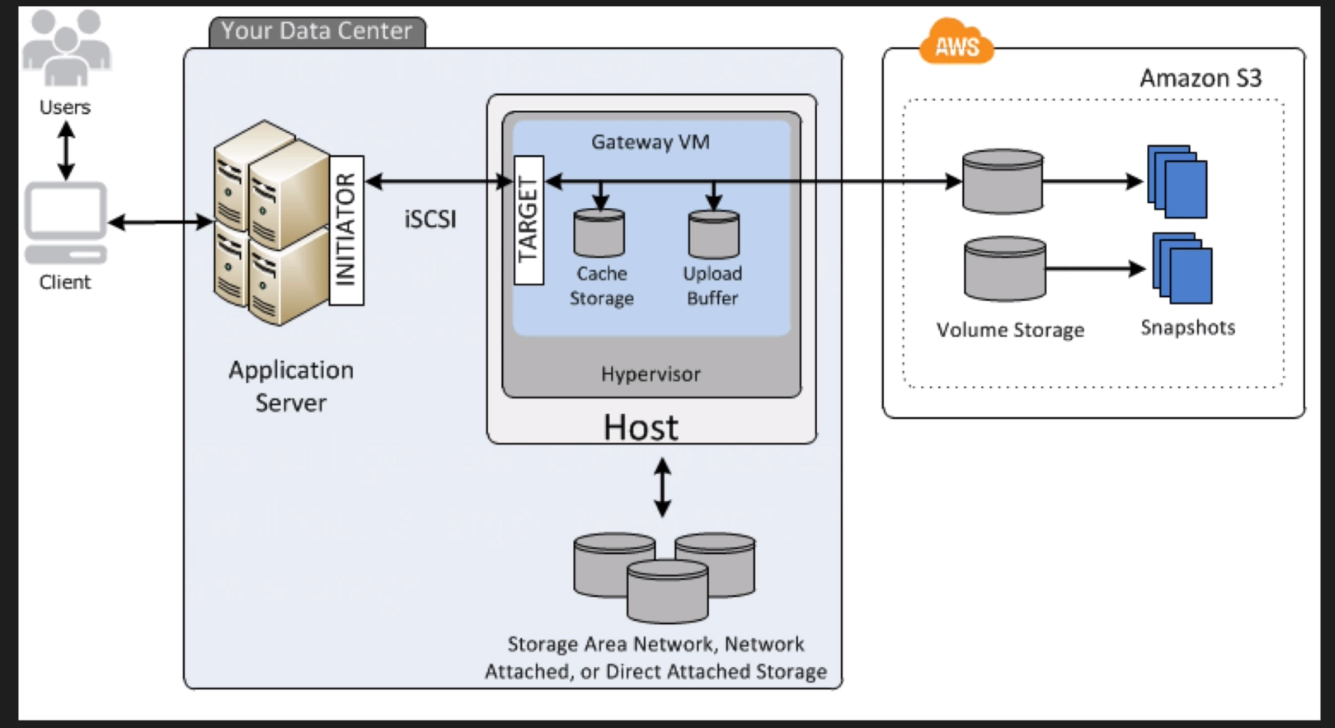 Your Data Center
Users
Client
INITIATOR
iSCSI
Application
Server
Gateway VM
TARGET
Cache
Storage
Upload
Buffer
Hypervisor
Host
Storage Area Network, Network
Attached, or Direct Attached Storage
AWS
Amazon S3
Volume Storage
Snapshots